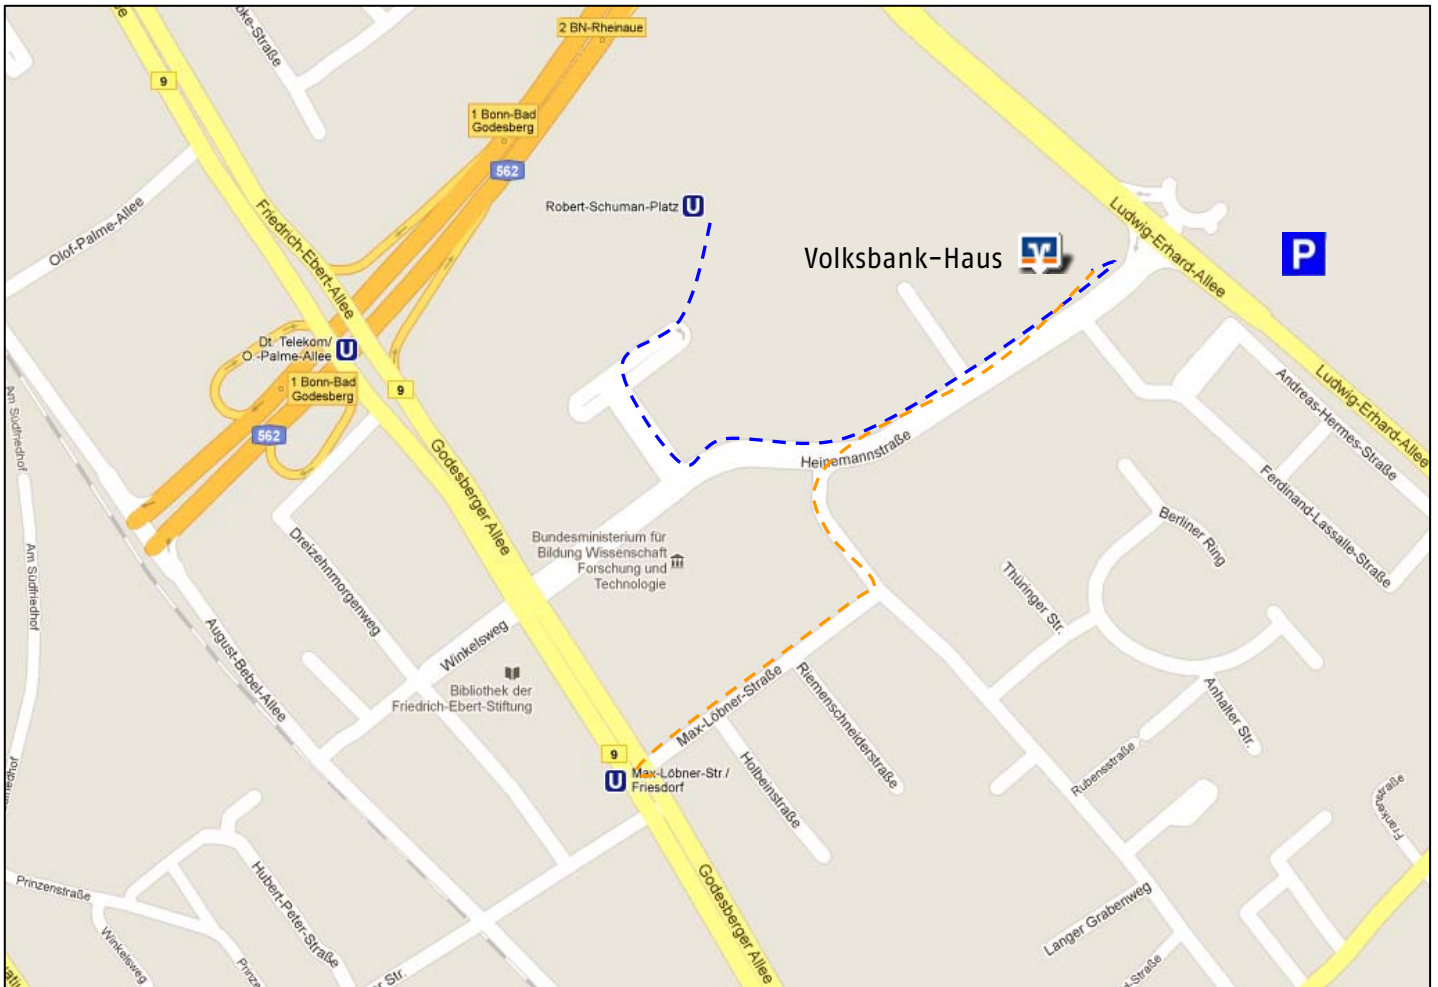 2 BN-Rheinaue
9
1 Bonn-Bad
Godesberg
562
Olof-Palme-Allee
Friedrich-Ebert-Allee
Robert-Schuman-Platz U
Volksbank-Haus
Ludwig-Erhard-Allee
P
Dt. Telekom/
O.-Palme-Allee U
1 Bonn-Bad
Godesberg
9
562
Am Südfriedhof
Godesberger Allee
Heinemannstraße
Ludwig-Erhard-Allee
Andreas-Hermes-Straße
Ferdinand-Lassalle-Straße
Berliner Ring
Thüringer Str.
Am Südfriedhof
Dreizehnmorgenweg
Bundesministerium für
Bildung Wissenschaft
Forschung und
Technologie
August-Bebel-Allee
Winkelsweg
Bibliothek der
Friedrich-Ebert-Stiftung
Max-Löbner-Straße
Riemenschneiderstraße
Holbeinstraße
Anhalter Str.
Rubensstraße
9
U Max-Löbner-Str./
Friesdorf
Prinzenstraße
Hubert-Peter-Straße
Winkelsweg
Godesberger Allee
Langer Grabenweg